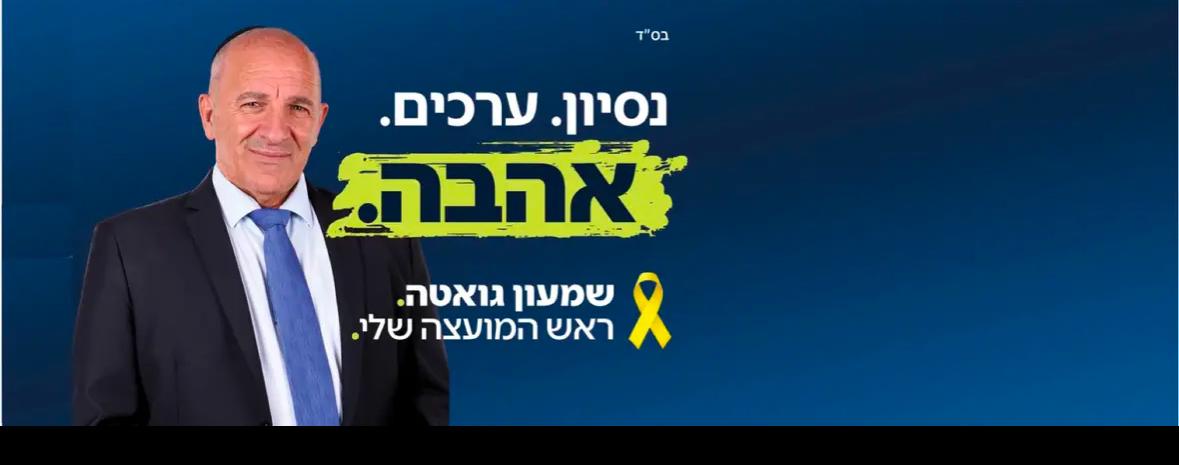 בס"ד
נסיון. ערכים.
אהבה.
שמעון גואטה.
ראש המועצה שלי.